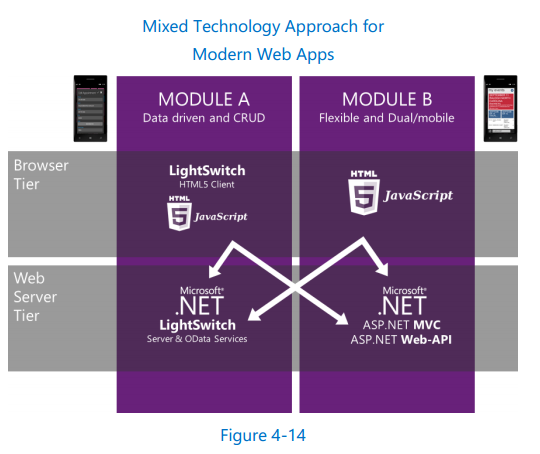 Mixed Technology Approach for
Modern Web Apps
MODULE A
Data driven and CRUD
MODULE B
Flexible and Dual/mobile
Browser
Tier
LightSwitch
HTML5 Client
HTML
5
JavaScript
HTML
5
JavaScript
Web
Server
Tier
Microsoft®
.NET
LightSwitch
Server & OData Services
Microsoft®
.NET
ASP.NET MVC
ASP.NET Web-API
Figure 4-14